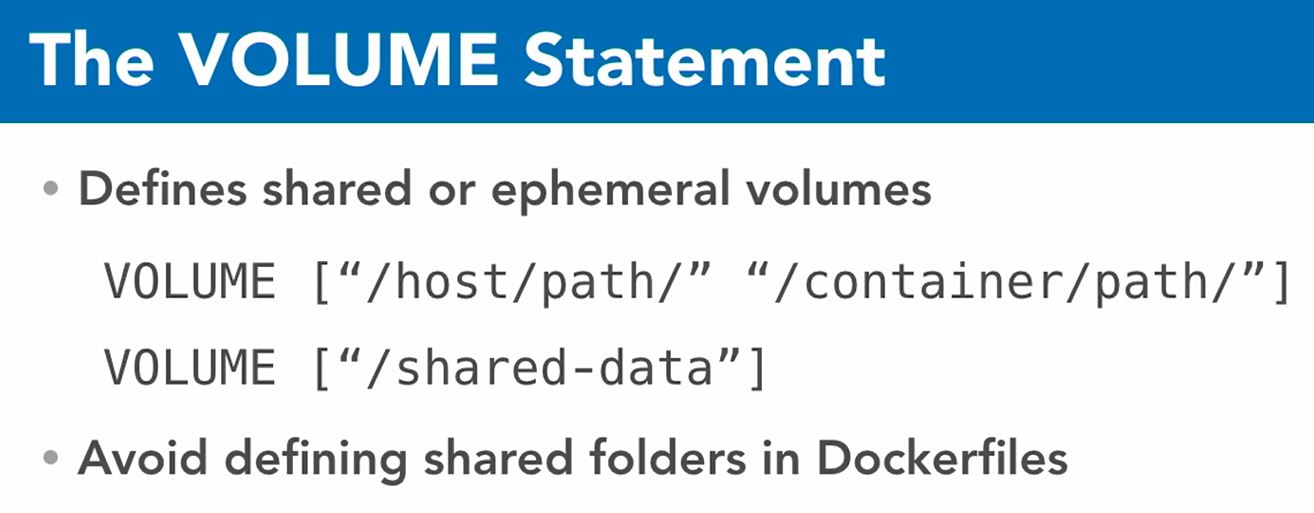 The VOLUME Statement
• Defines shared or ephemeral volumes
VOLUME [“/host/path/” “/container/path/”]
VOLUME [“/shared-data”]
• Avoid defining shared folders in Dockerfiles